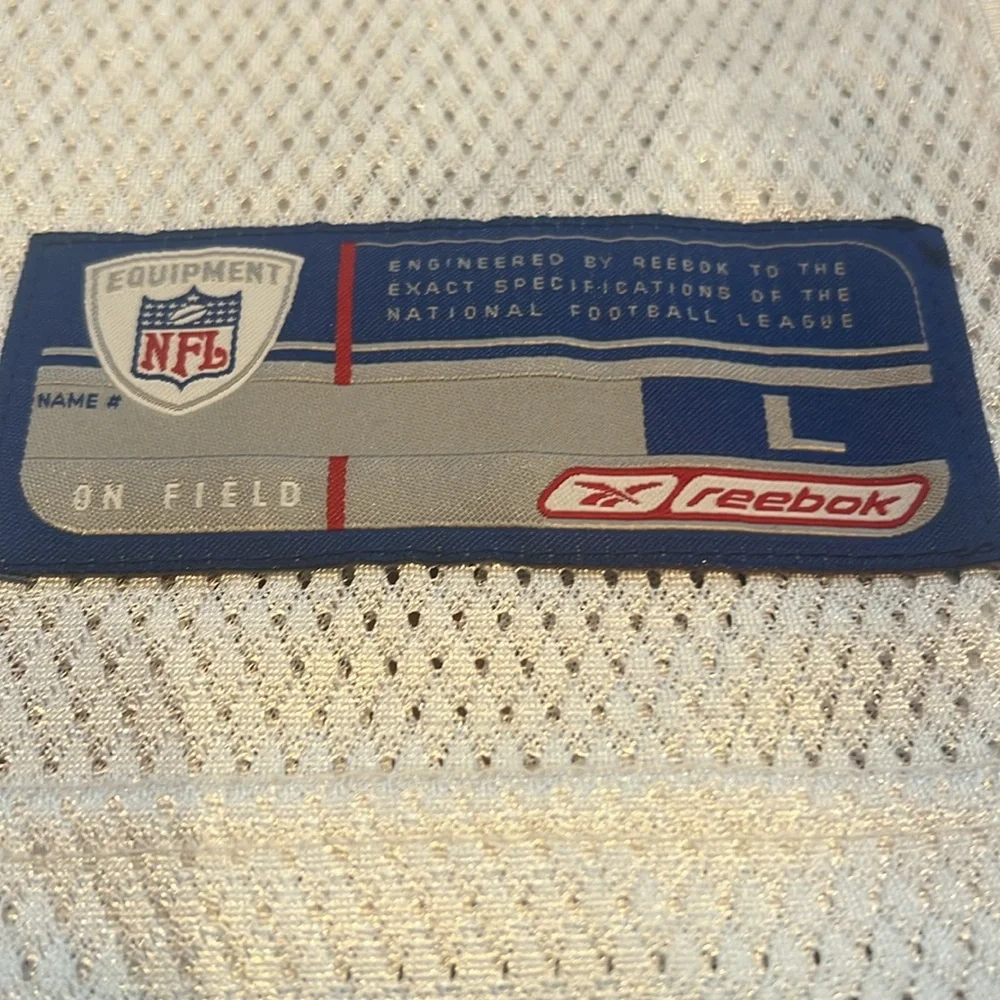 EQUIPMENT
NFL
ENGINEERED BY REEBOK TO THE
EXACT SPECIFICATIONS OF THE
NATIONAL FOOTBALL LEAGUE
NAME #
L
ON FIELD
reebok